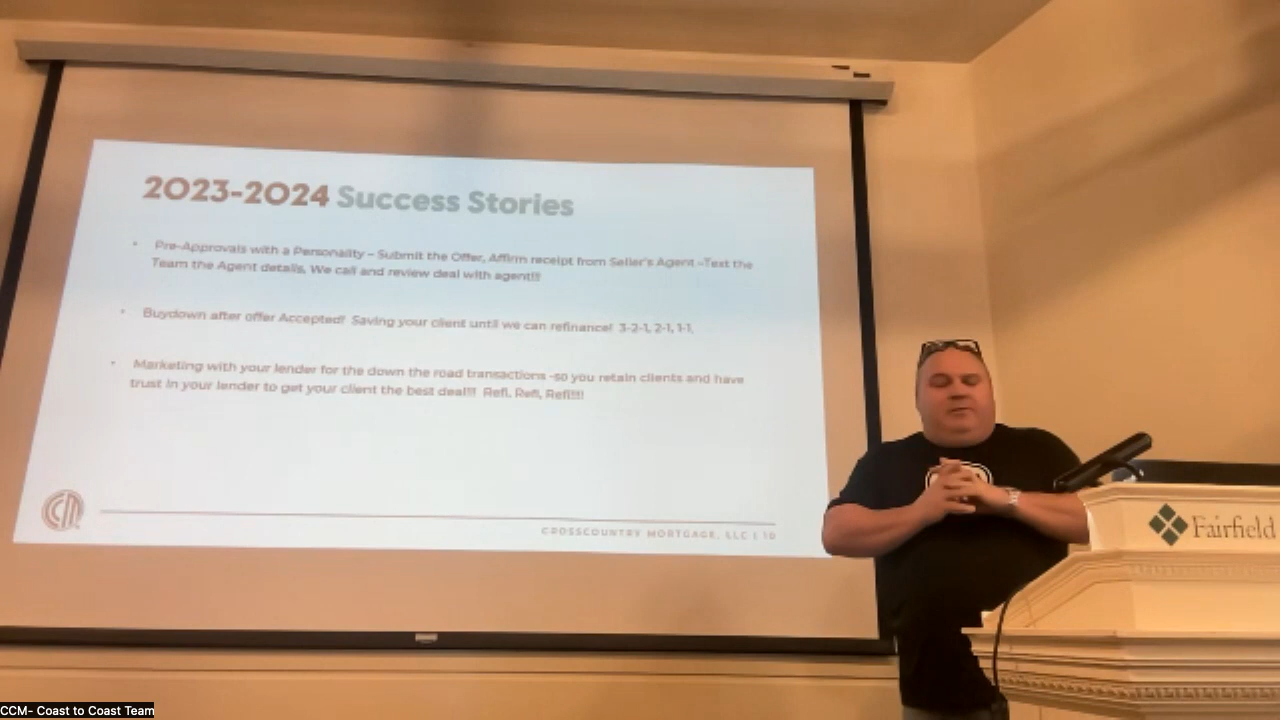 2023-2024 Success Stories
• Pre-Approvals with a Personality – Submit the Offer, Affirm receipt from Seller's Agent –Text the
Team the Agent details, We call and review deal with agent!!!
• Buydown after offer Accepted! Saving your client until we can refinance! 3-2-1, 2-1, 1-1,
• Marketing with your lender for the down the road transactions -so you retain clients and have
trust in your lender to get your client the best deal!!! Refi, Refi, Refi!!!!
CCM
CROSSCOUNTRY MORTGAGE, LLC | 10
Fairfield
CCM- Coast to Coast Team